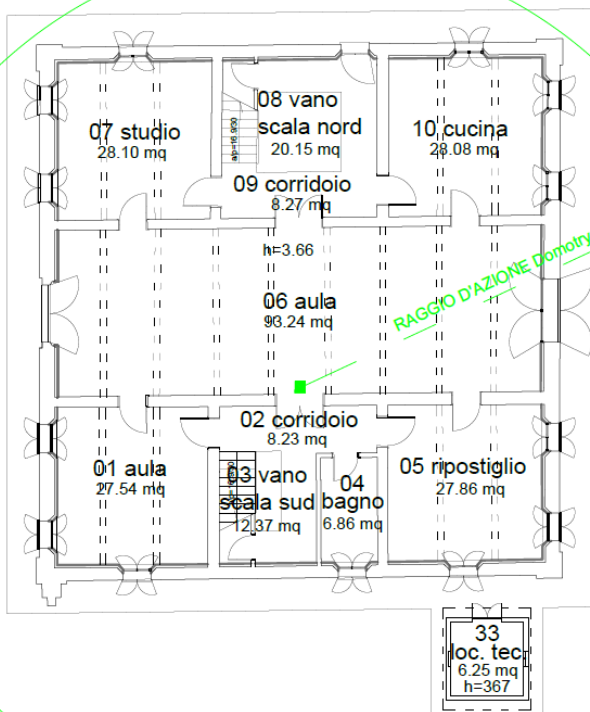 08 vano
scala nord
20.15 mq
07 studio
28.10 mq
10 cucina
28.08 mq
a/p=16.9/30
09 corridoio
8.27 mq
h=3.66
RAGGIO D'AZIONE Domotry
06 aula
93.24 mq
02 corridoio
8.23 mq
01 aula
27.54 mq
03 vano
scala sud
12.37 mq
04
bagno
6.86 mq
05 ripostiglio
27.86 mq
33
loc. tec.
6.25 mq
h=367